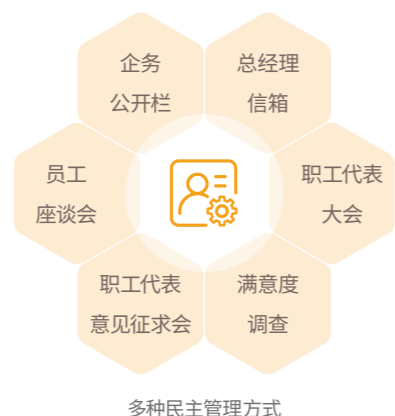 企务
公开栏
总经理
信箱
员工
座谈会
职工代表
大会
职工代表
意见征求会
满意度
调查
多种民主管理方式